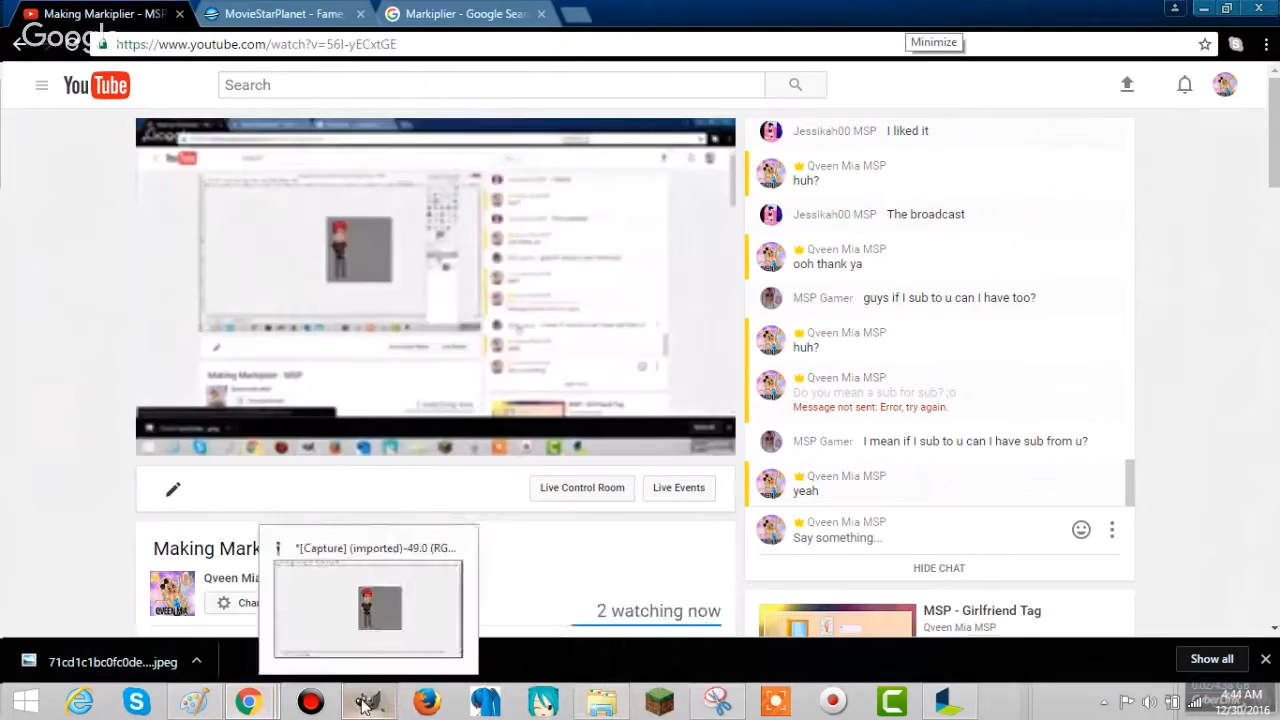 Making Markiplier - MSP
MovieStarPlanet - Fame,
Markiplier - Google Sear
Google
https://www.youtube.com/watch?v=56I-yECxtGE
Minimize
YouTube
Search
Jessikah00 MSP I liked it
Qveen Mia MSP
huh?
Jessikah00 MSP The broadcast
Qveen Mia MSP
ooh thank ya
MSP Gamer guys if I sub to u can I have too?
Qveen Mia MSP
huh?
Qveen Mia MSP
Do you mean a sub for sub? ;o
Message not sent: Error, try again.
MSP Gamer I mean if I sub to u can I have sub from u?
Qveen Mia MSP
yeah
Qveen Mia MSP
Say something...
HIDE CHAT
Making Markiplier - MSP
Live Control Room
Live Events
Making Mark
Qveen Mia
Chan
*[Capture] (imported)-49.0 (RG...
2 watching now
MSP - Girlfriend Tag
Qveen Mia MSP
71cd1c1bc0fc0de....jpeg
Show all
4:44 AM
12/30/2016